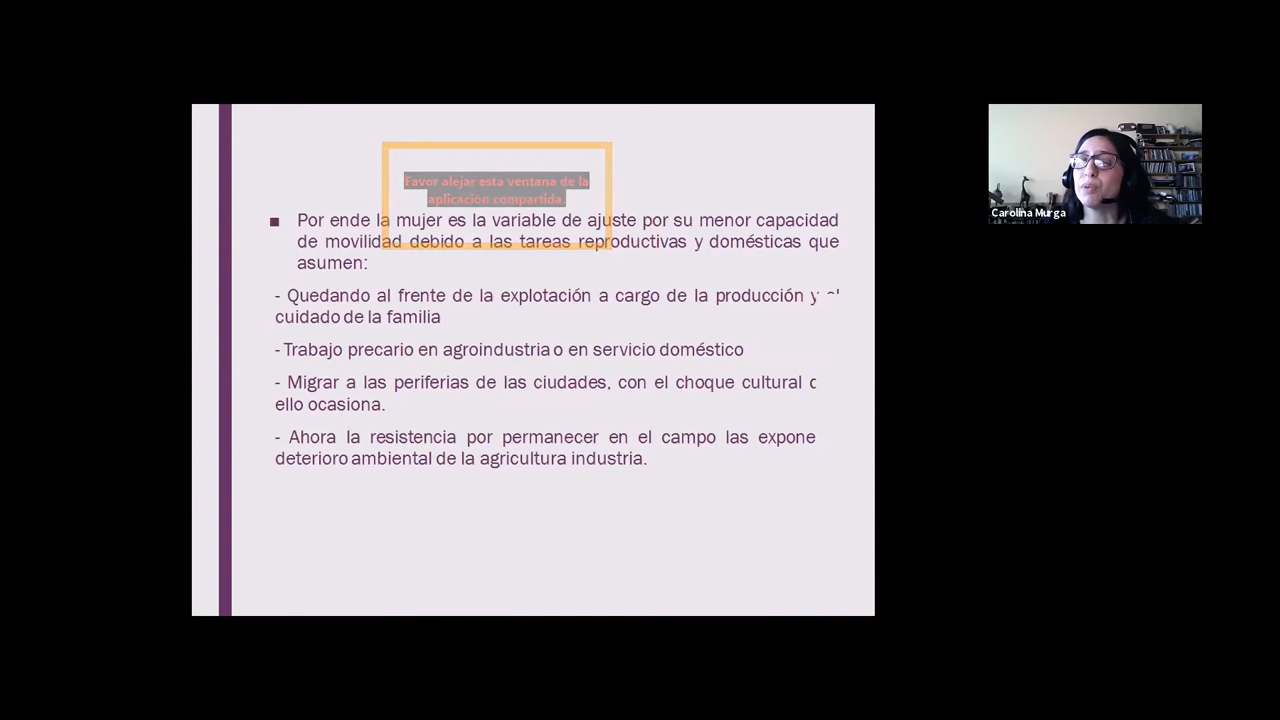 Favor alejar esta ventana de la
aplicación compartida.
■ Por ende la mujer es la variable de ajuste por su menor capacidad
de movilidad debido a las tareas reproductivas y domésticas que
asumen:
- Quedando al frente de la explotación a cargo de la producción y el
cuidado de la familia
- Trabajo precario en agroindustria o en servicio doméstico
- Migrar a las periferias de las ciudades, con el choque cultural
ello ocasiona.
- Ahora la resistencia por permanecer en el campo las expone
deterioro ambiental de la agricultura industria.
Carolina Murga